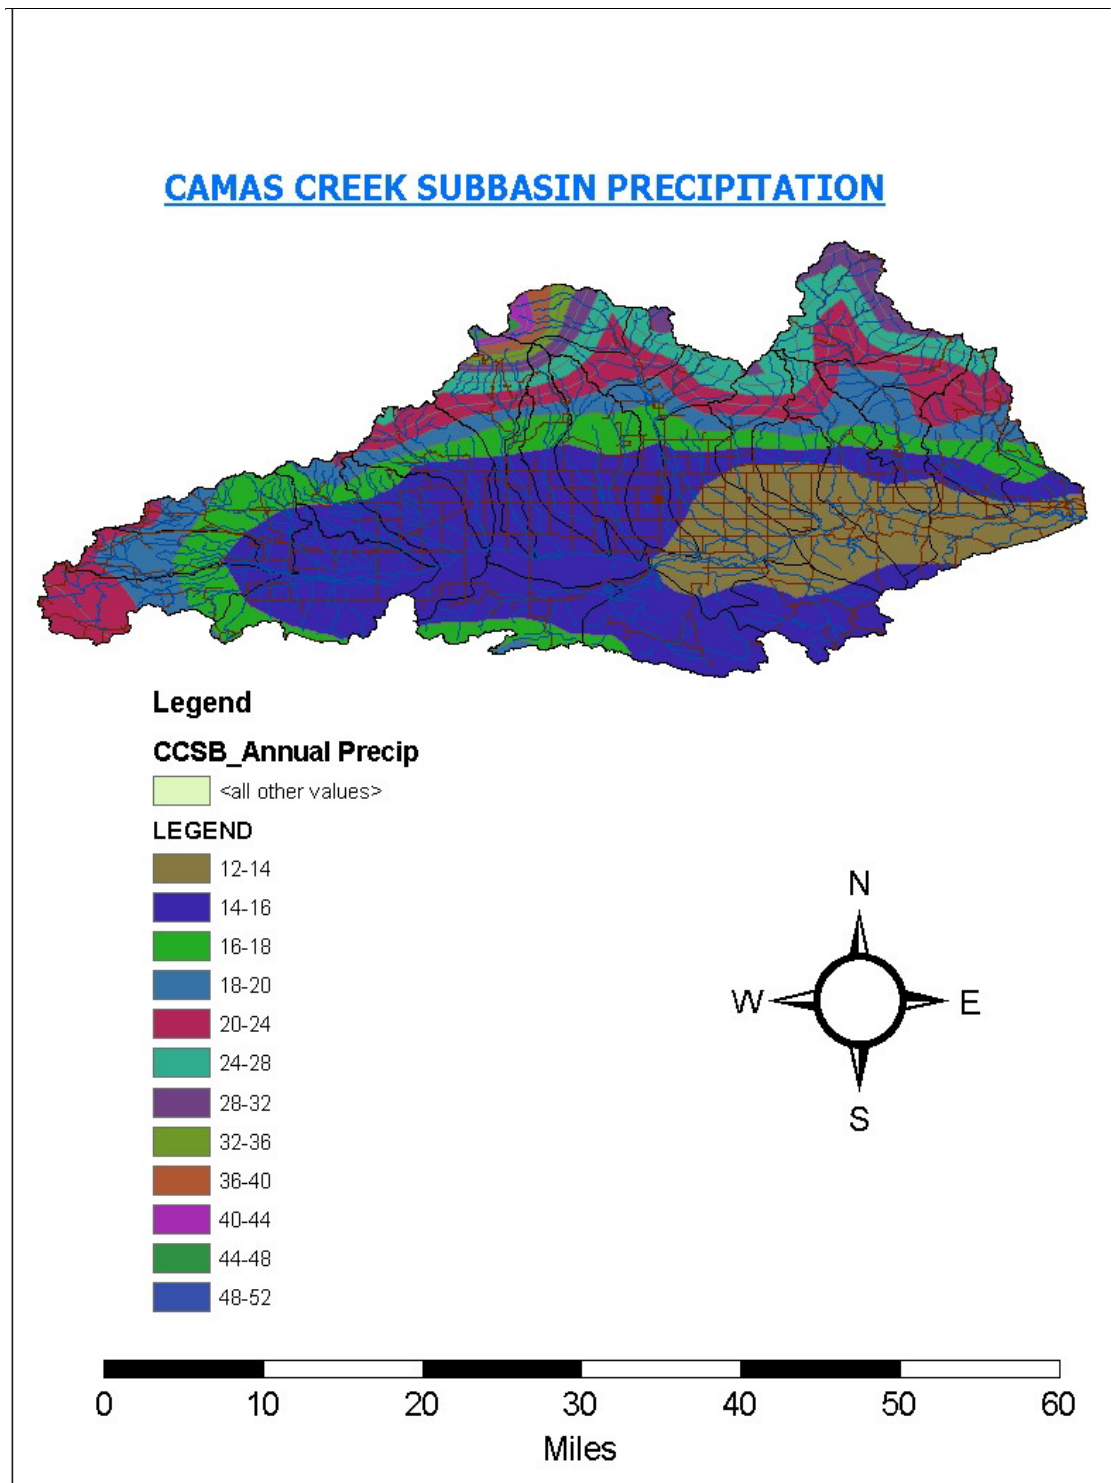 CAMAS CREEK SUBBASIN PRECIPITATION
Legend
CCSB_Annual Precip
<all other values>
LEGEND
12-14
14-16
16-18
18-20
20-24
24-28
28-32
32-36
36-40
40-44
44-48
48-52
N
W E
S
0 10 20 30 40 50 60
Miles